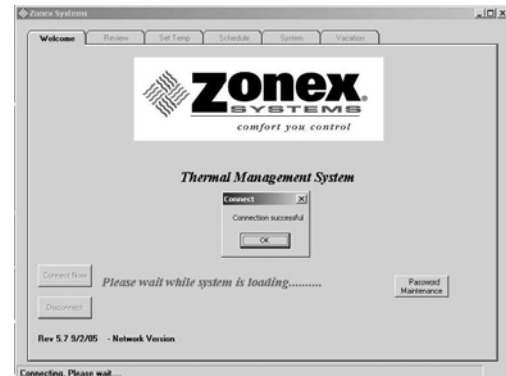 Zonex Systems
Welcome Review Set Temp Schedule System Vacation
ZONEX®
SYSTEMS
comfort you control
Thermal Management System
Connect
Connection successful
OK
Connect Now
Please wait while system is loading..........
Password
Maintenance
Disconnect
Rev 5.7 9/2/05 - Network Version
Connecting, Please wait....